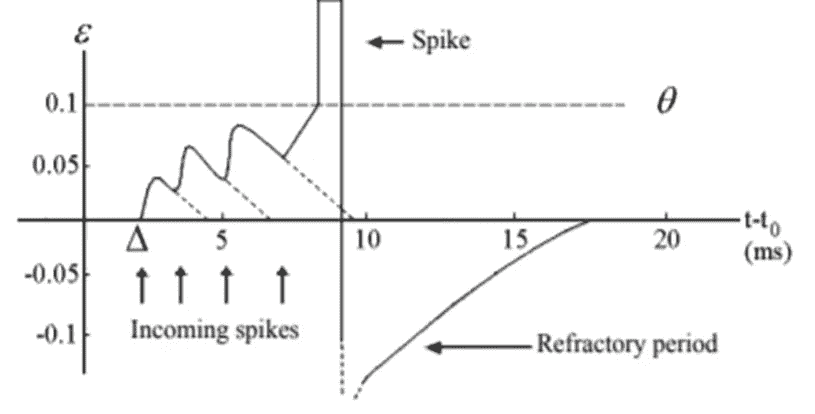 ε
Spike
0.1
θ
0.05
Δ
5
10
15
20
t-t₀
(ms)
-0.05
Incoming spikes
-0.1
Refractory period